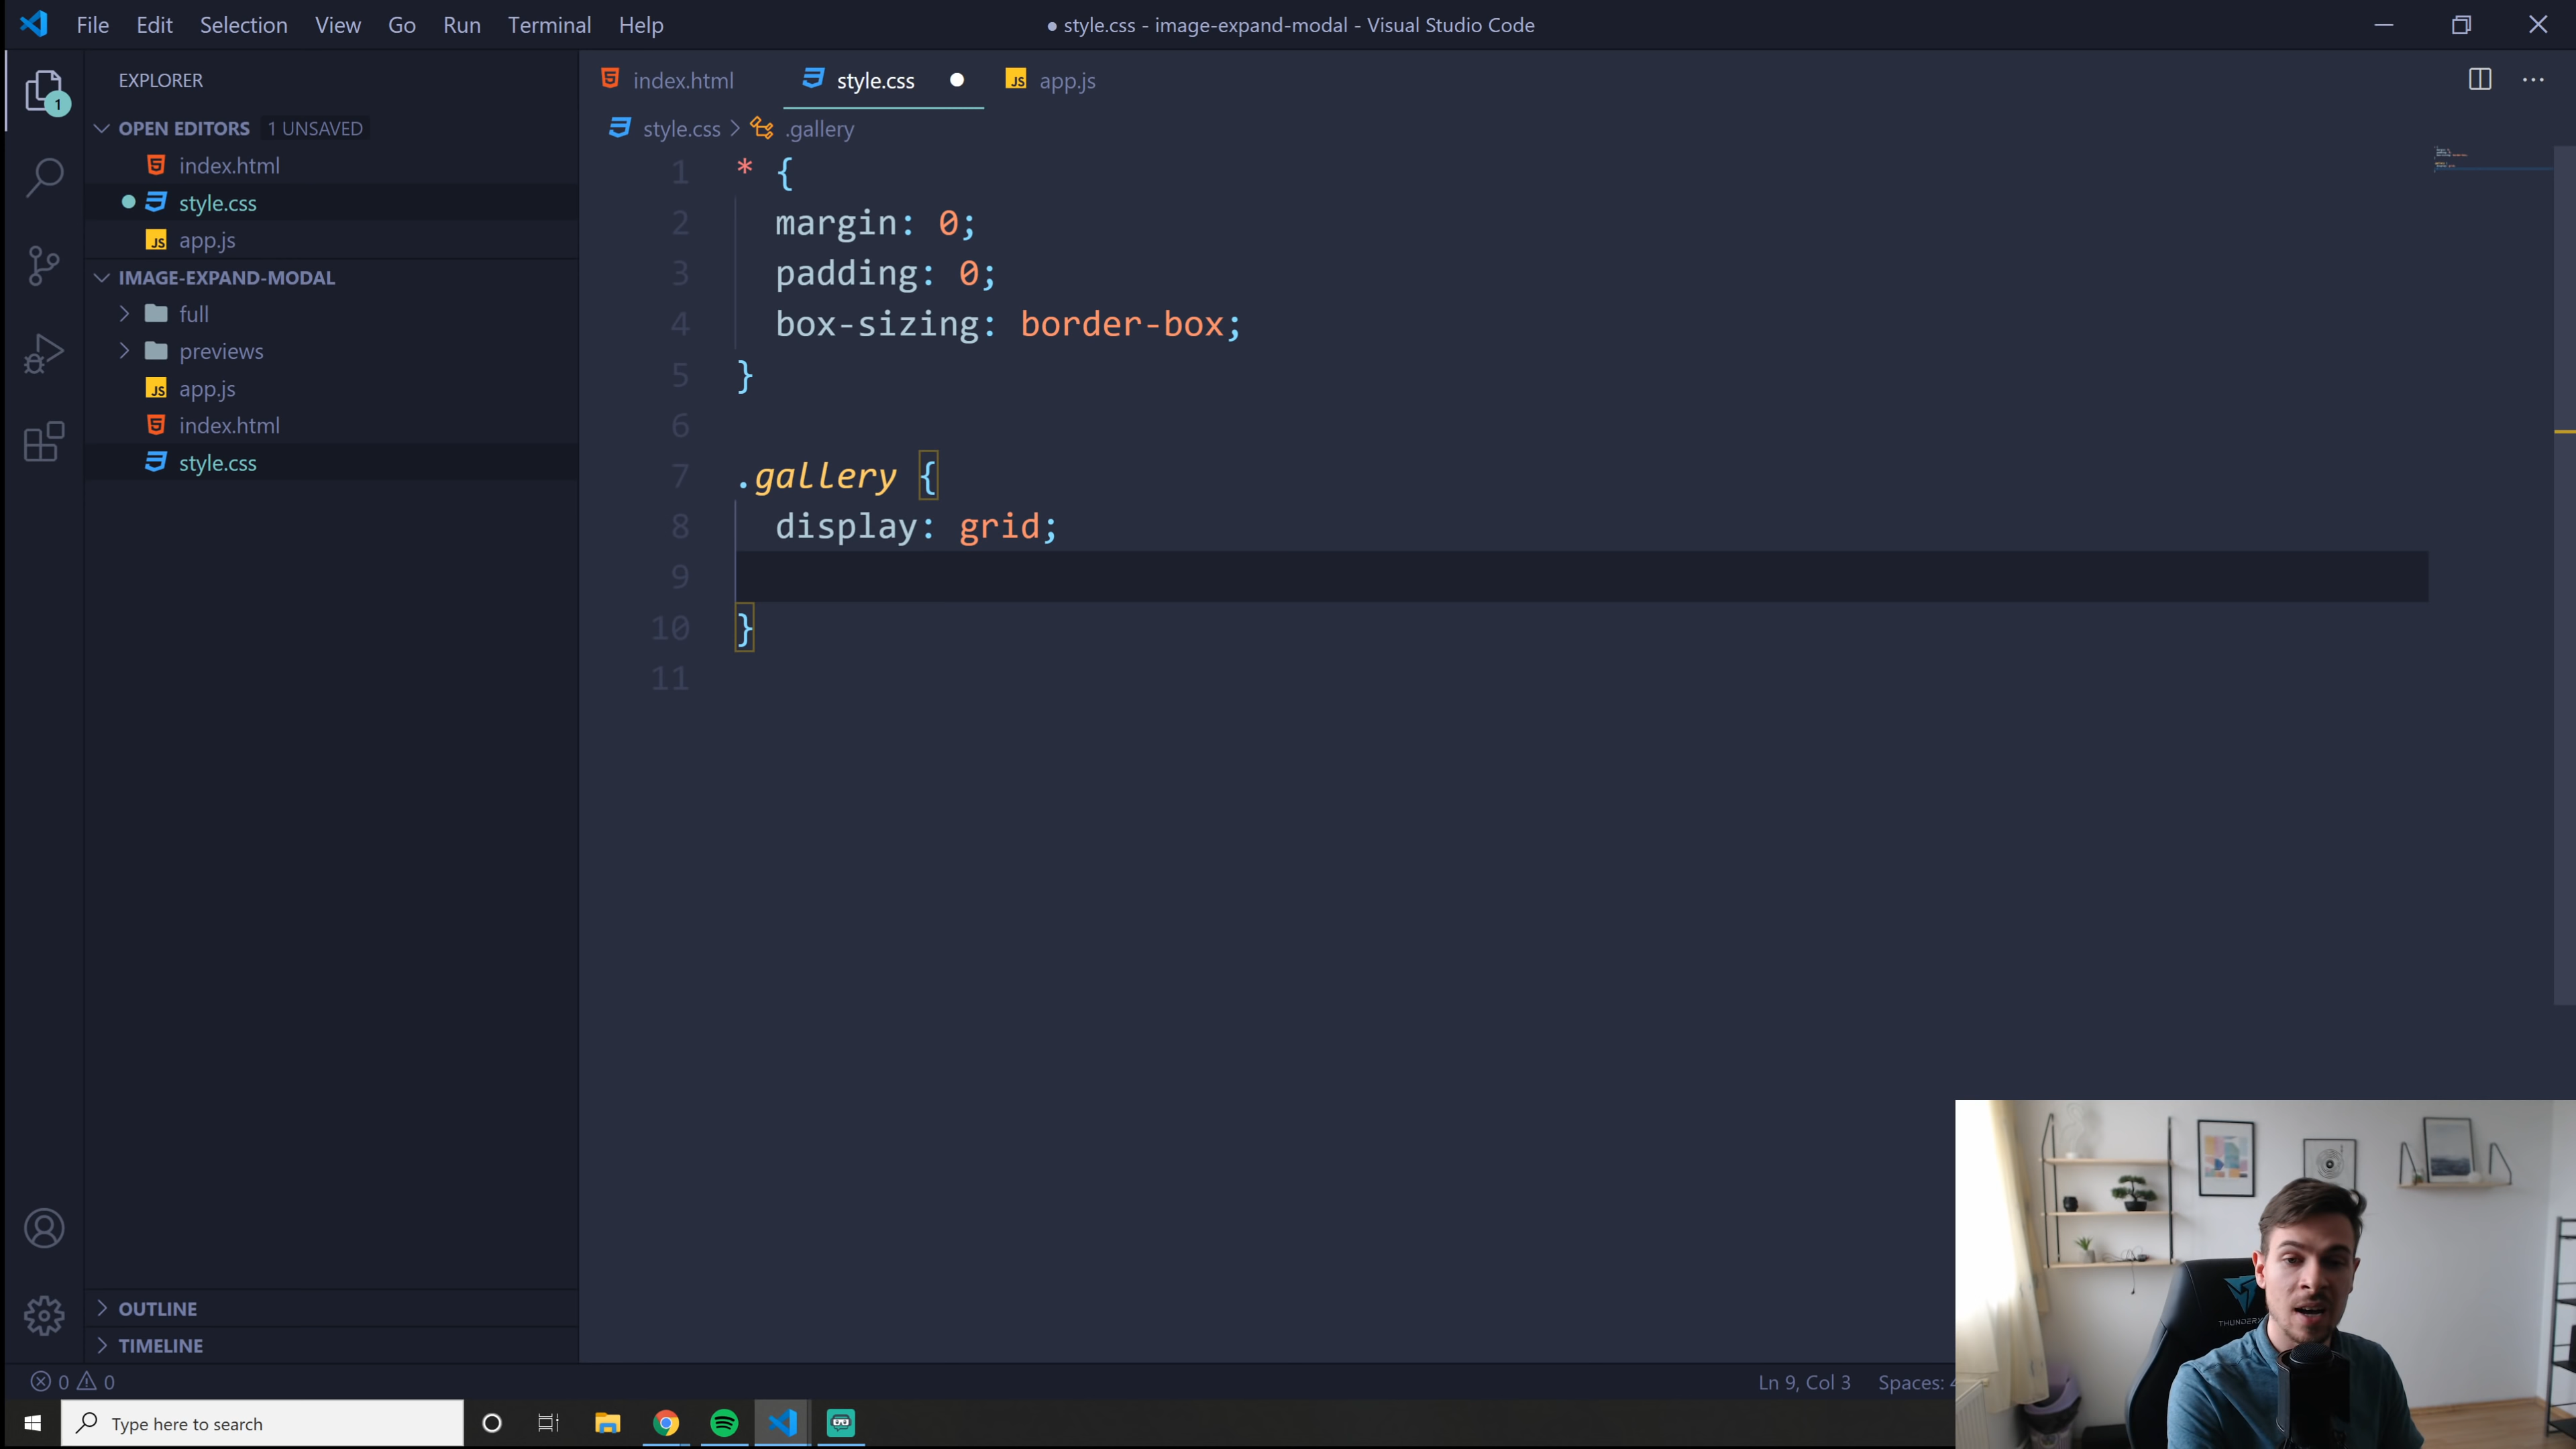 File Edit Selection View Go Run Terminal Help
● style.css - image-expand-modal - Visual Studio Code
1
EXPLORER
OPEN EDITORS 1 UNSAVED
index.html
style.css
app.js
IMAGE-EXPAND-MODAL
full
previews
app.js
index.html
style.css
OUTLINE
TIMELINE
index.html style.css app.js
style.css > .gallery
1 * {
2 margin: 0;
3 padding: 0;
4 box-sizing: border-box;
5 }
6
7 .gallery {
8 display: grid;
9
10 }
11
0 0
Ln 9, Col 3 Spaces:
Type here to search